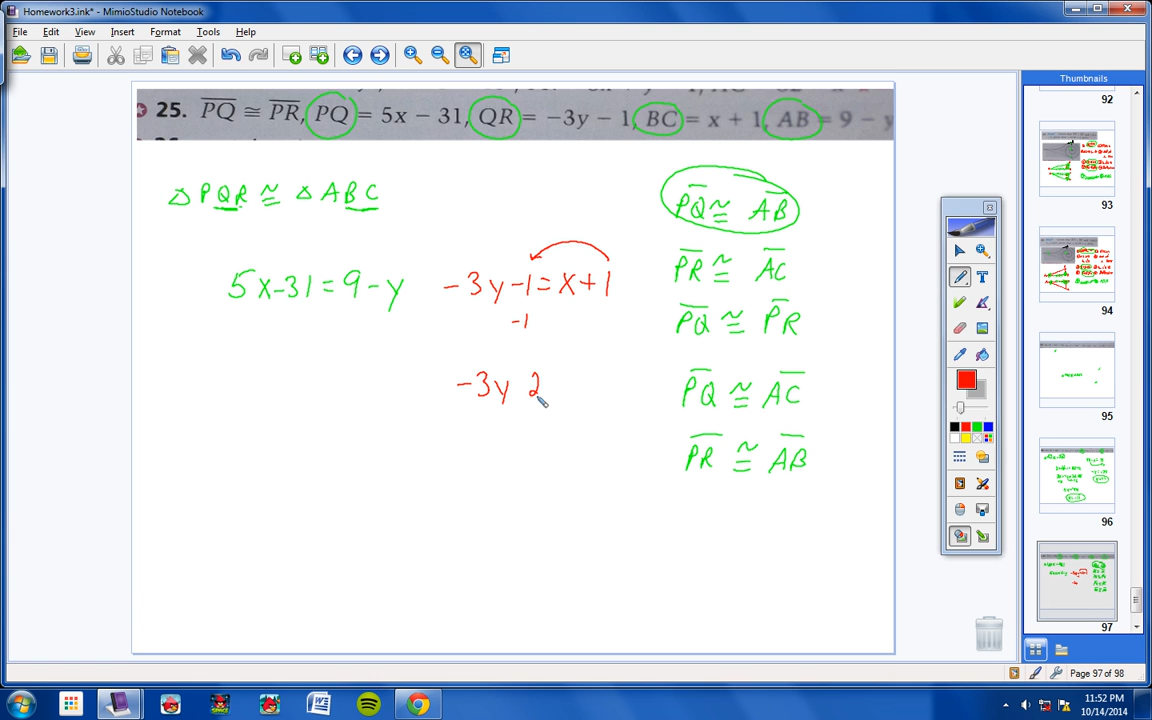 Homework3.ink* - MimioStudio Notebook
File Edit View Insert Format Tools Help
Thumbnails
25. PQ ≅ PR, PQ = 5x − 31, QR = −3y − 1, BC = x + 1, AB = 9 − y
△PQR ≅ △ABC
PQ ≅ AB
PR ≅ AC
5x-31=9-y
-3y-1=x+1
PQ ≅ PR
-1
-3y 2
PQ ≅ AC
PR ≅ AB
92
93
94
95
96
97
Page 97 of 98
11:52 PM
10/14/2014